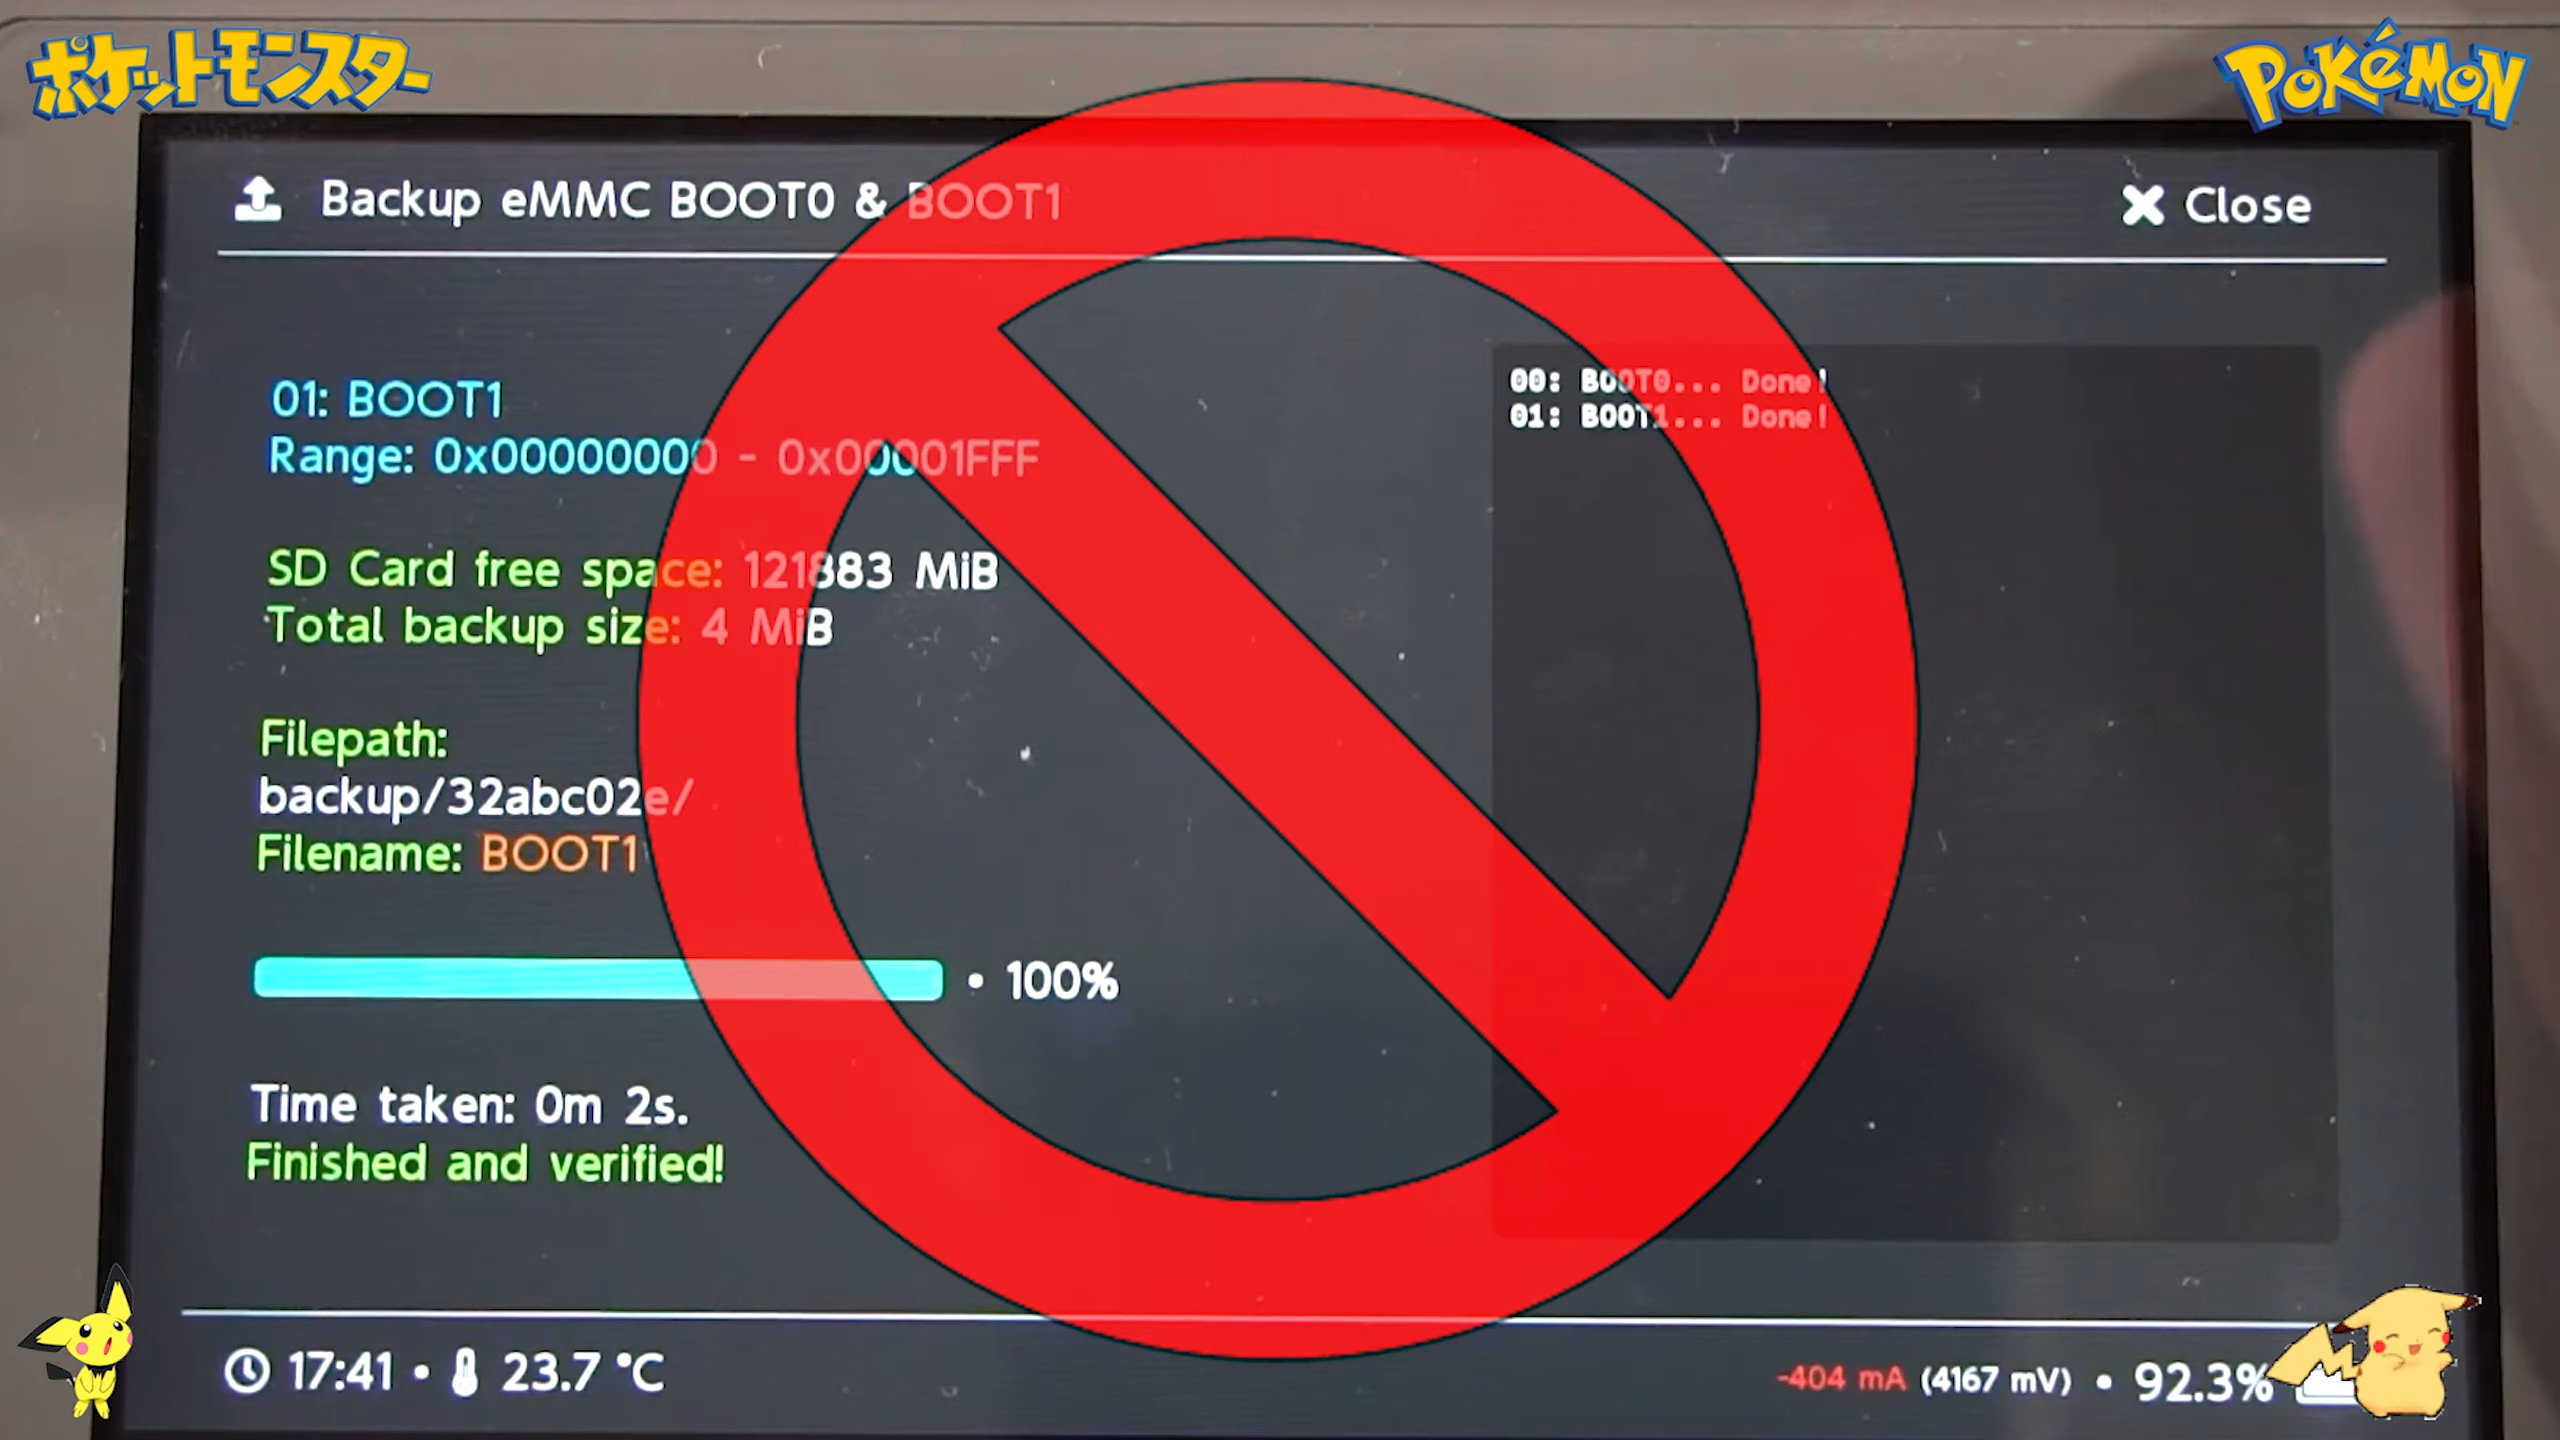 ポケットモンスター
POKéMON
Backup eMMC BOOT0 & BOOT1
Close
01: BOOT1
Range: 0x00000000 - 0x00001FFF
SD Card free space: 121883 MiB
Total backup size: 4 MiB
Filepath:
backup/32abc02e/
Filename: BOOT1
100%
Time taken: 0m 2s.
Finished and verified!
00: BOOT0... Done!
01: BOOT1... Done!
17:41 • 23.7 °C
-404 mA (4167 mV) • 92.3%